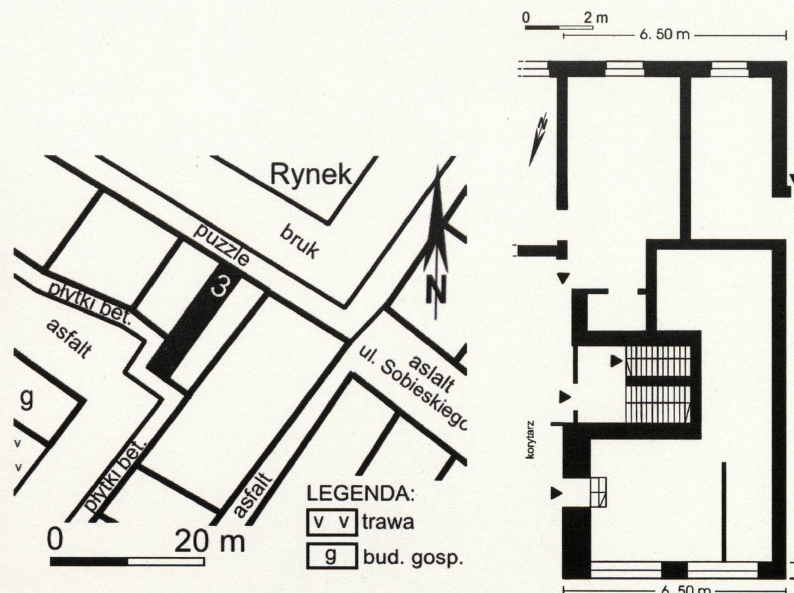 Rynek
bruk
puzzle
3
płytki bet.
asfalt
g
v
v
płytki bet.
N
aslalt
ul. Sobieskiego
asfalt
LEGENDA:
v v trawa
g bud. gosp.
0 20 m
0 2 m
6.50 m
N
korytarz
6.50 m